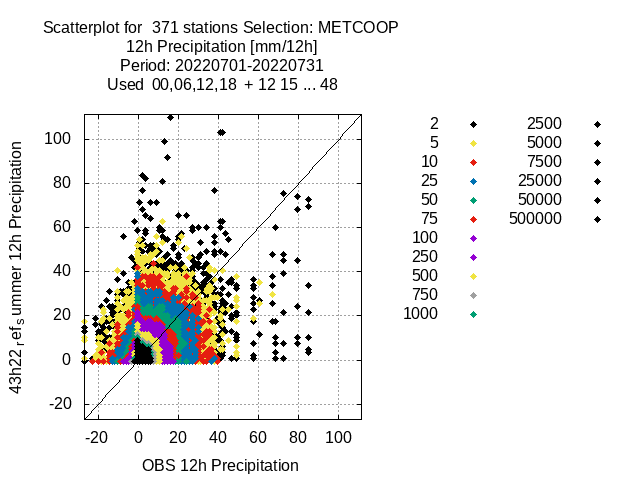 Scatterplot for  371 stations Selection: METCOOP
12h Precipitation [mm/12h]
Period: 20220701-20220731
Used  00,06,12,18  + 12 15 ... 48
43h22_ref_summer 12h Precipitation
100
80
60
40
20
0
-20
-20 0 20 40 60 80 100
OBS 12h Precipitation
2 2500
5 5000
10 7500
25 25000
50 50000
75 500000
100
250
500
750
1000